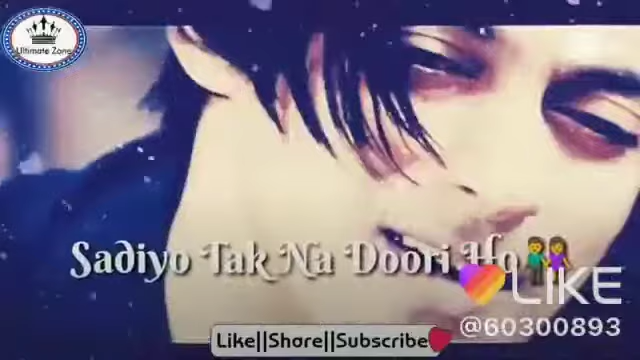 Ultimate Zone
Sadiyo Tak Na Doori Ho
LIKE
@60300893
Like||Share||Subscribe